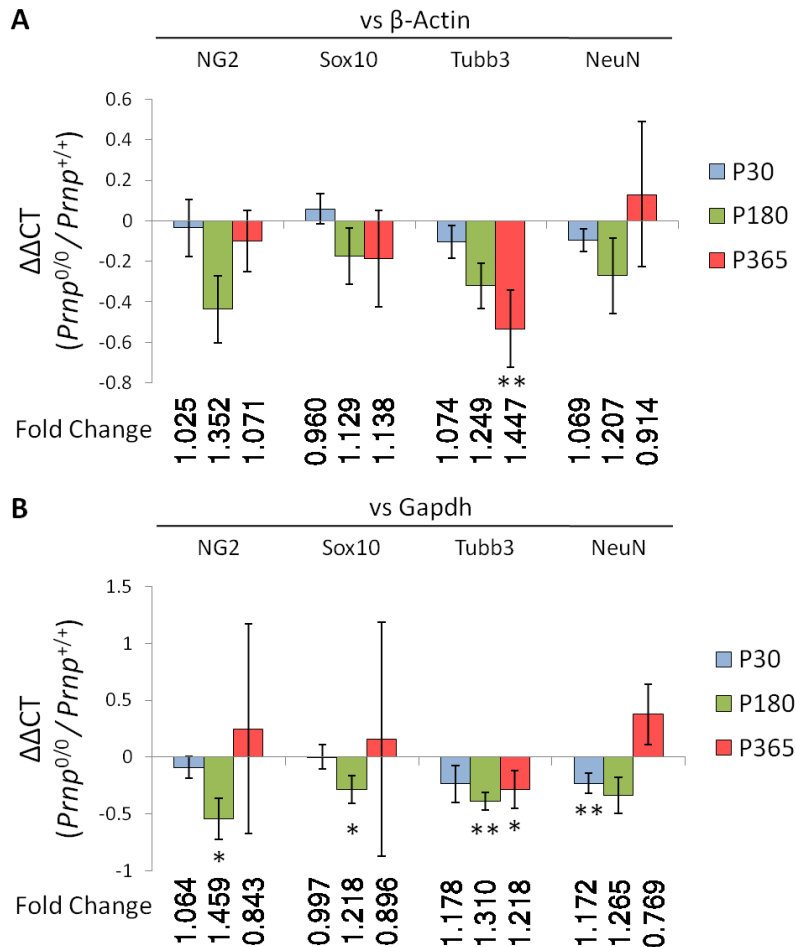 A
vs β-Actin
NG2 Sox10 Tubb3 NeuN
ΔΔCT
(Prnp0/0 / Prnp+/+)
0.6
0.4
0.2
0
-0.2
-0.4
-0.6
-0.8
**
P30
P180
P365
Fold Change 1.025 1.352 1.071 0.960 1.129 1.138 1.074 1.249 1.447 1.069 1.207 0.914
B
vs Gapdh
NG2 Sox10 Tubb3 NeuN
ΔΔCT
(Prnp0/0 / Prnp+/+)
1.5
1
0.5
0
-0.5
-1
* * ** * **
P30
P180
P365
Fold Change 1.064 1.459 0.843 0.997 1.218 0.896 1.178 1.310 1.218 1.172 1.265 0.769